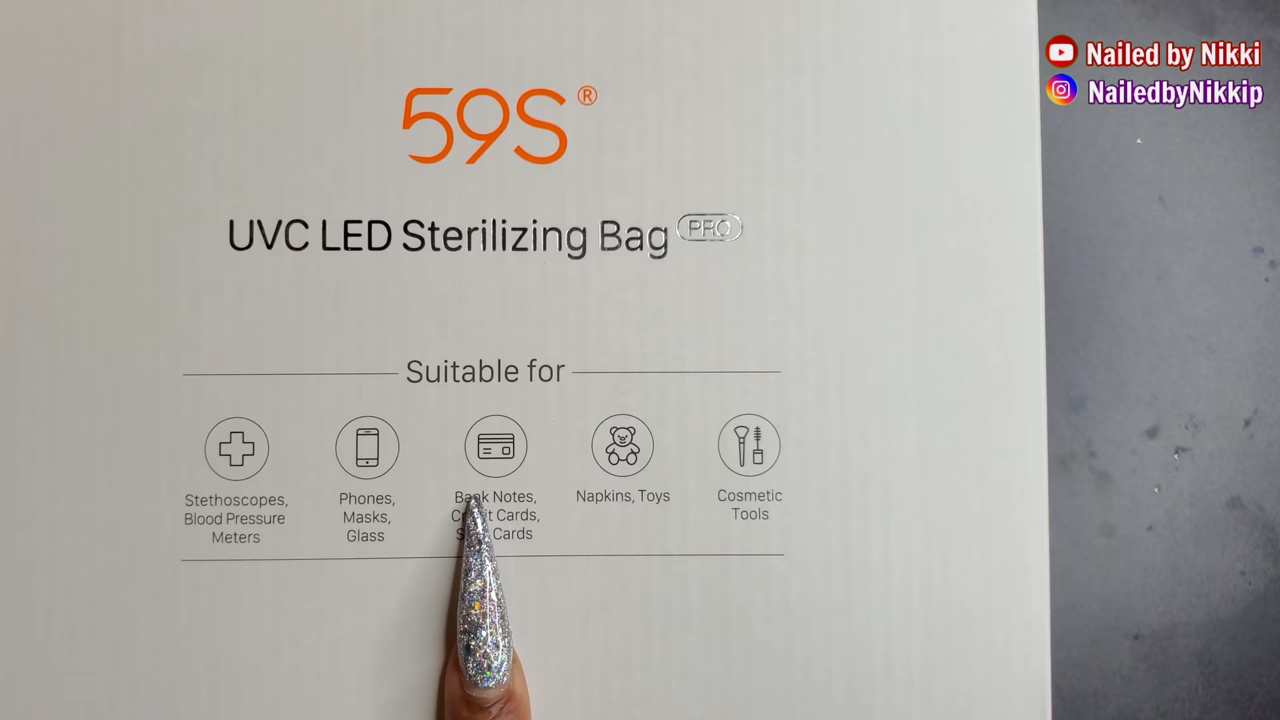 59S®
UVC LED Sterilizing Bag PRO
Suitable for
Stethoscopes,
Blood Pressure
Meters
Phones,
Masks,
Glass
Bank Notes,
Cards,
Cards
Napkins, Toys
Cosmetic
Tools
Nailed by Nikki
NailedbyNikkip